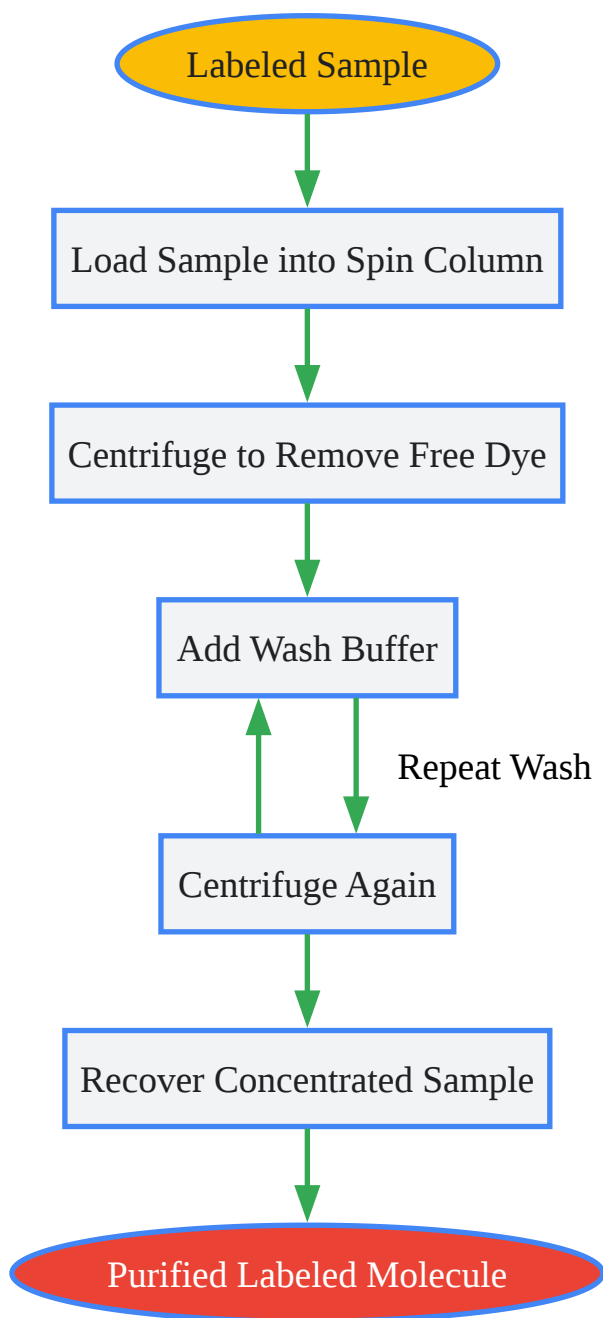 Labeled Sample
Load Sample into Spin Column
Centrifuge to Remove Free Dye
Add Wash Buffer
Repeat Wash
Centrifuge Again
Recover Concentrated Sample
Purified Labeled Molecule